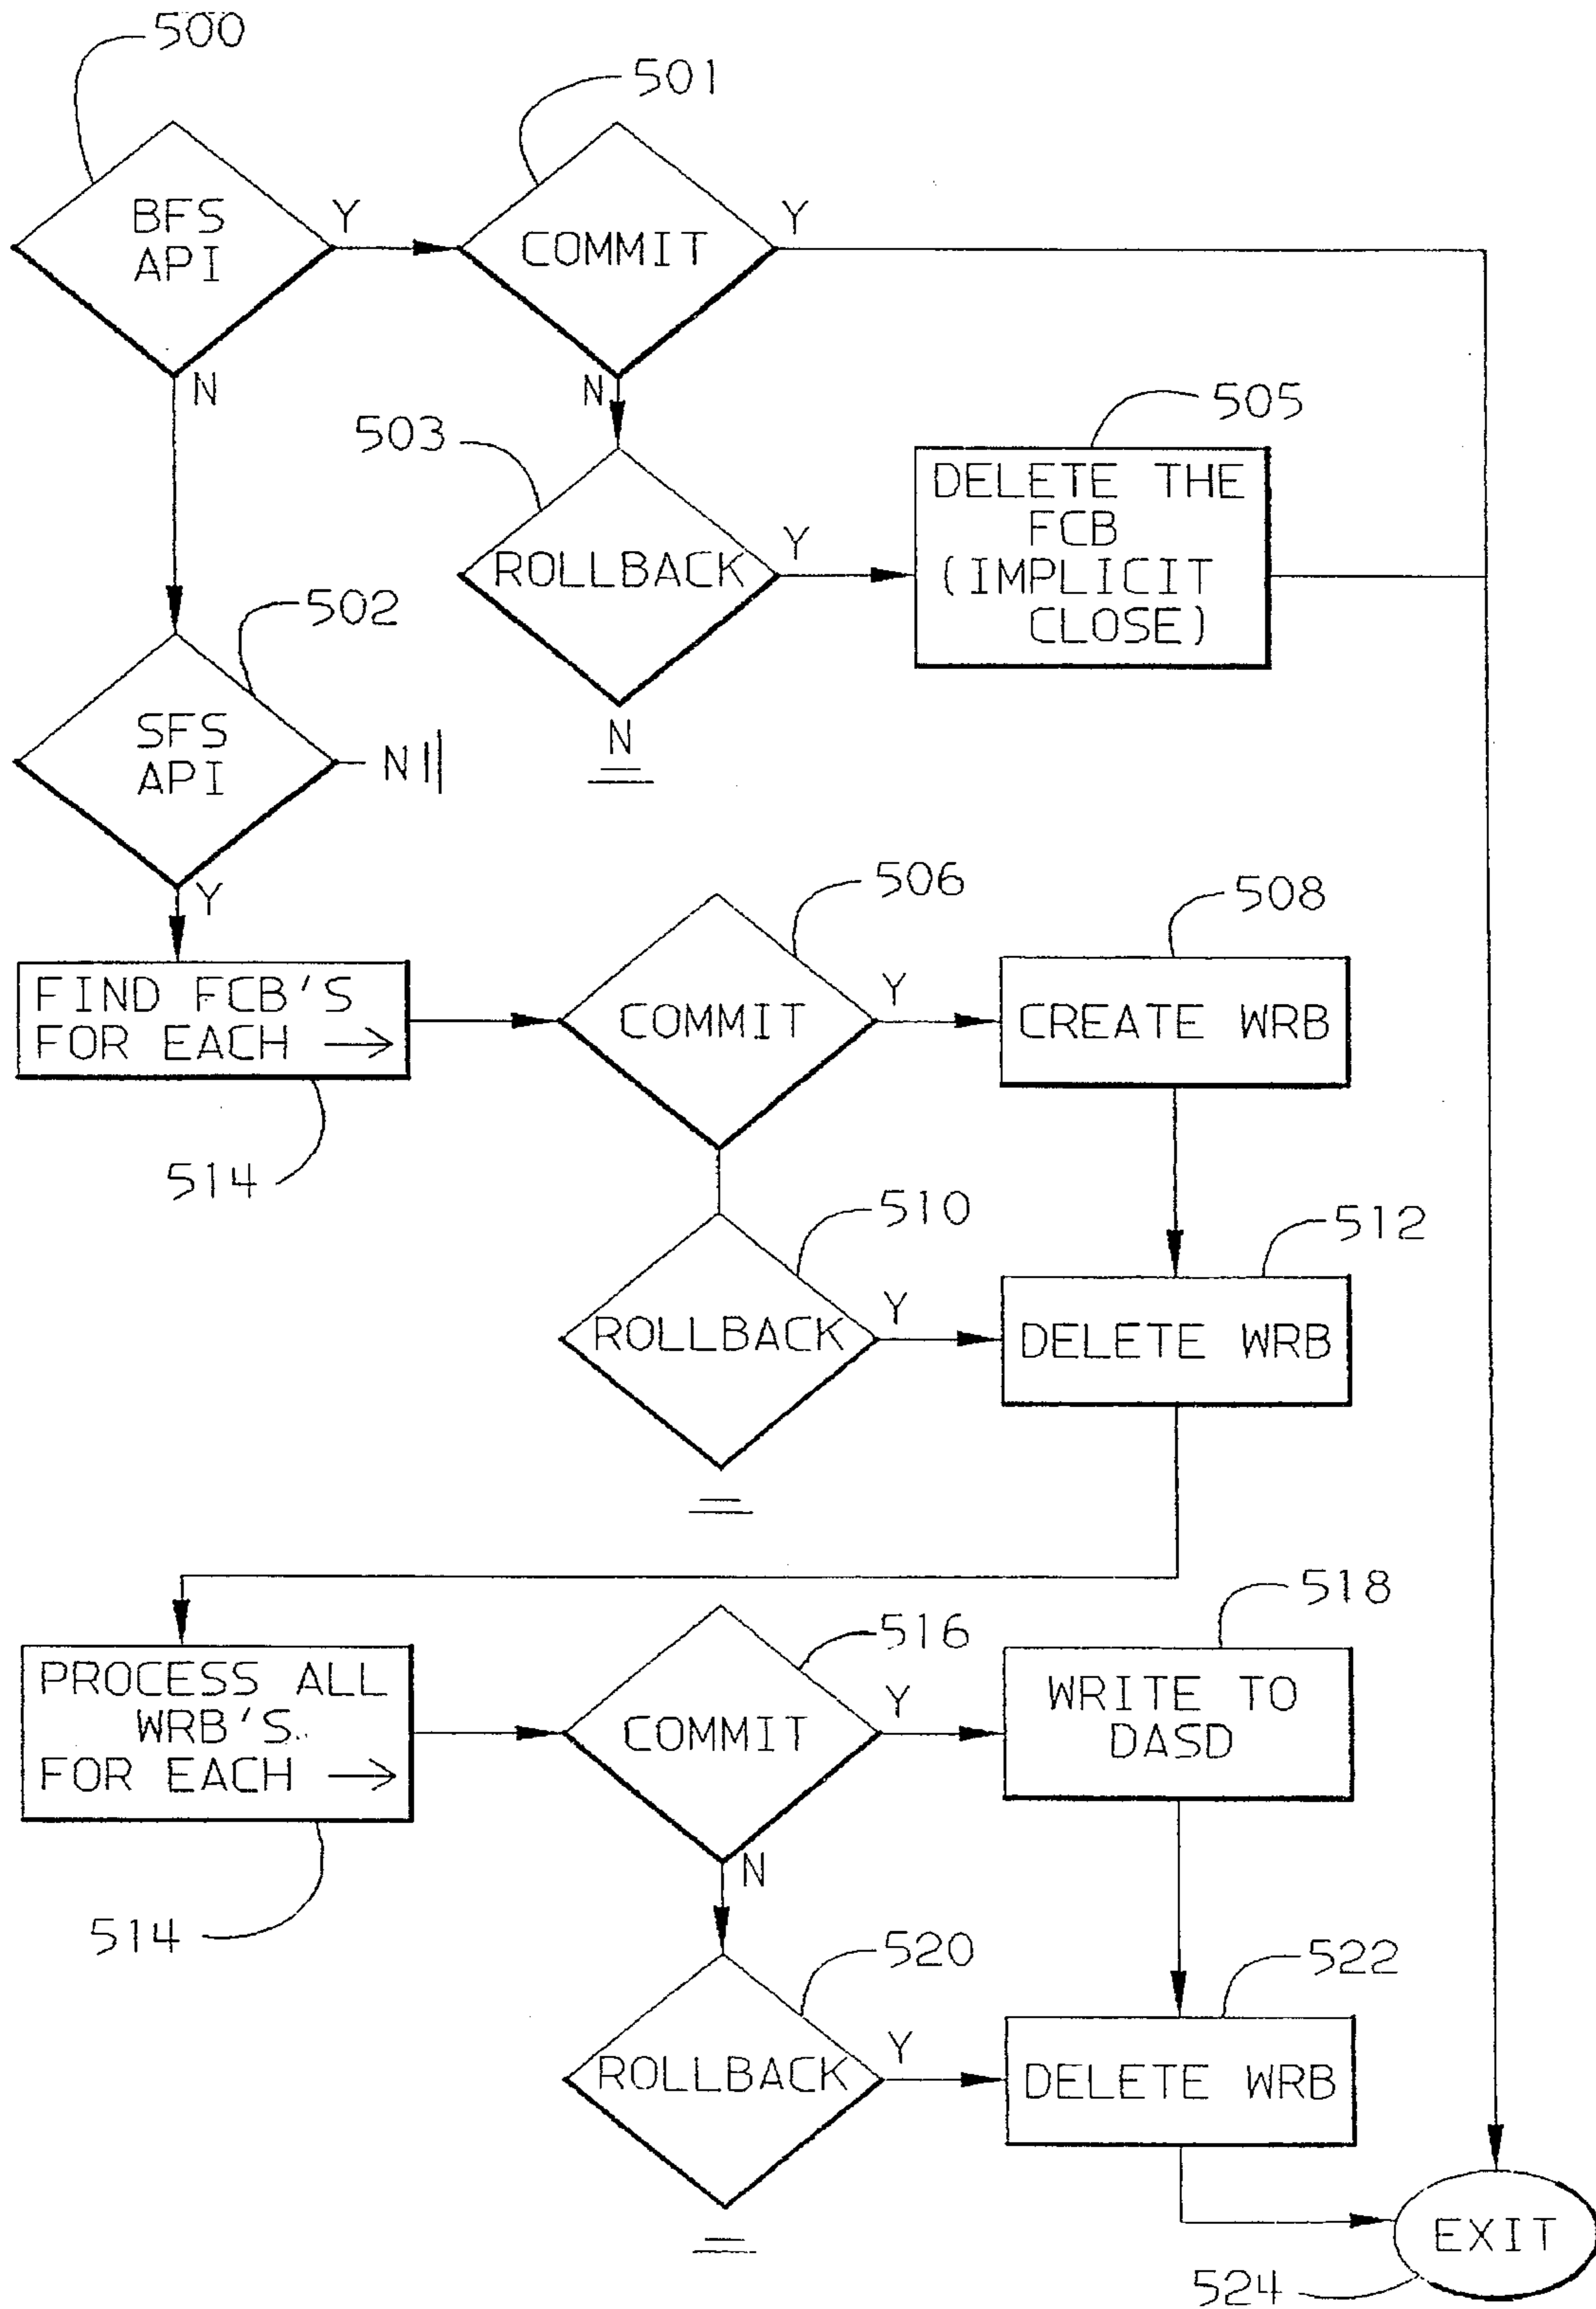 500
501
BFS
API
Y
COMMIT
Y
N
N
503
505
ROLLBACK
Y
DELETE THE
FCB
(IMPLICIT
CLOSE)
N
502
SFS
API
N
Y
506
508
FIND FCB'S
FOR EACH
COMMIT
Y
CREATE WRB
514
510
512
ROLLBACK
Y
DELETE WRB
516
518
PROCESS ALL
WRB'S
FOR EACH
COMMIT
Y
WRITE TO
DASD
N
514
520
522
ROLLBACK
Y
DELETE WRB
EXIT
524